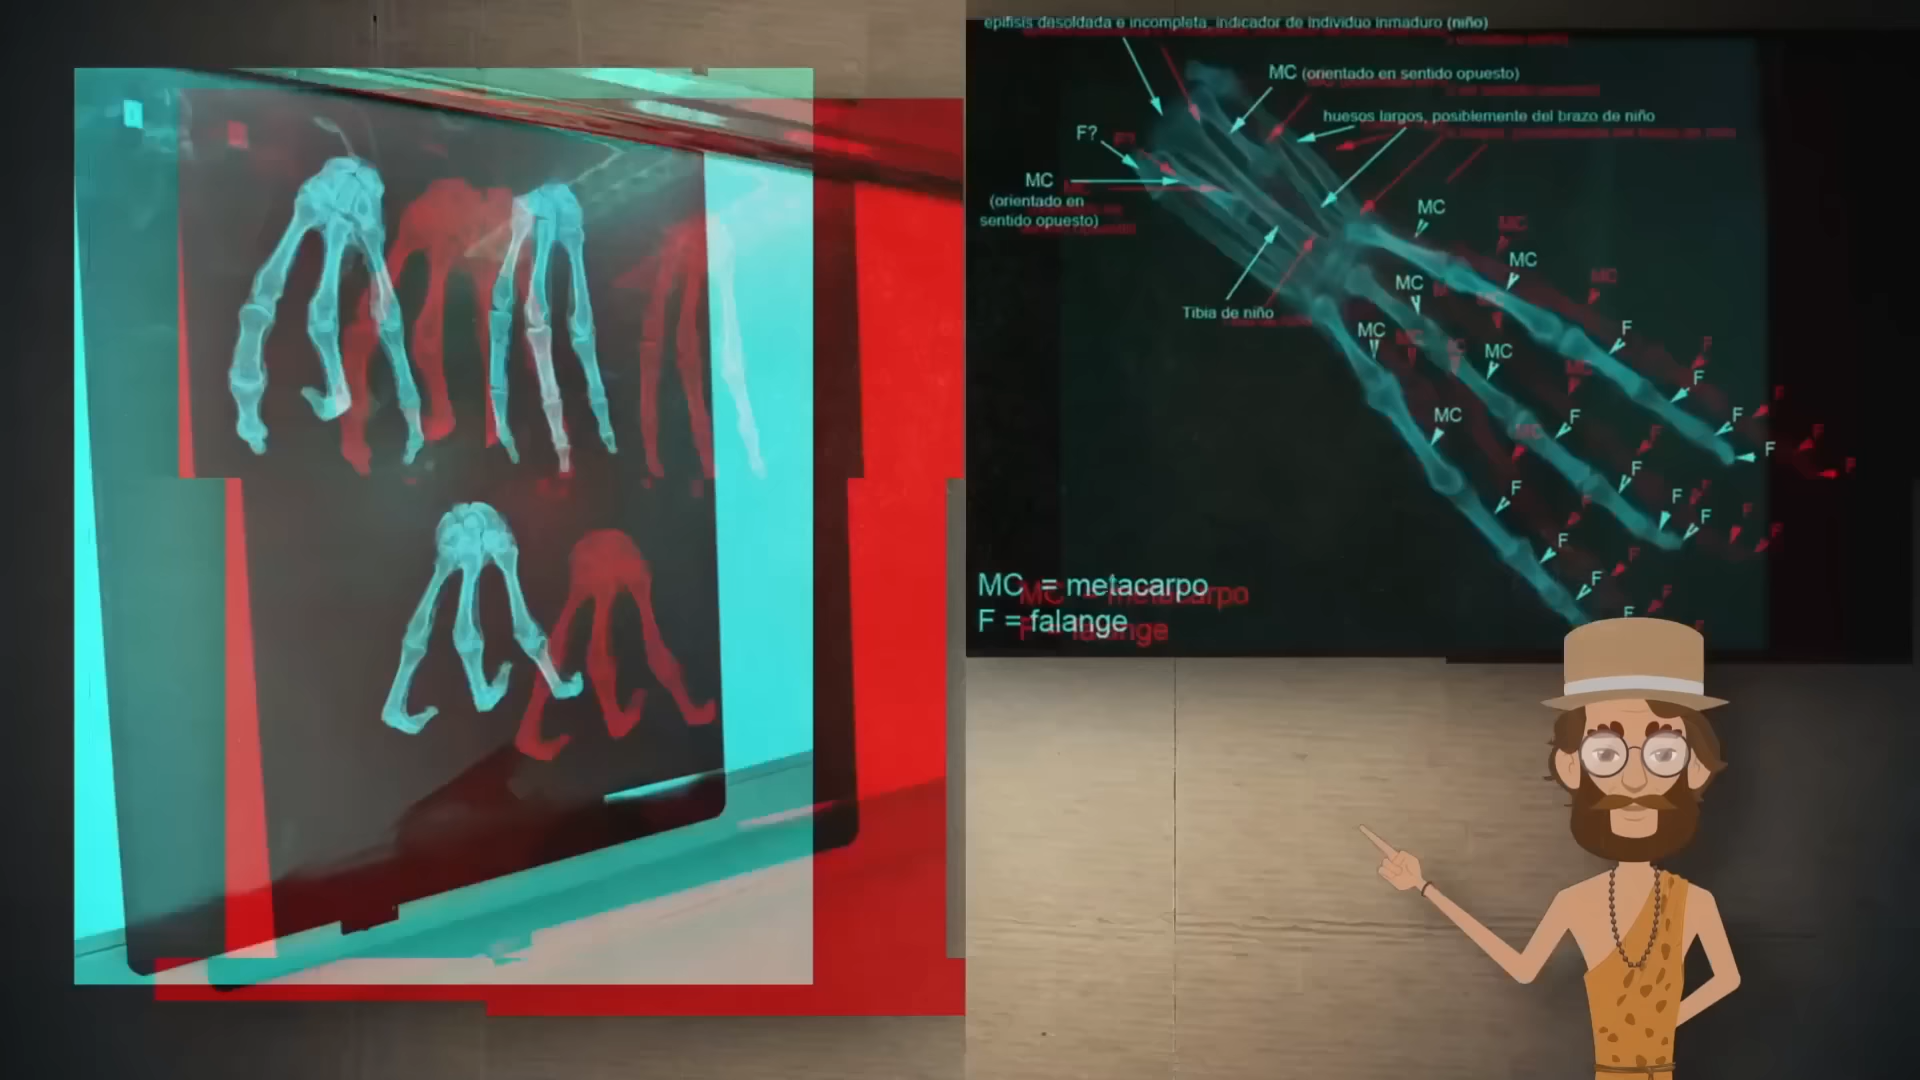 epífisis desoldada e incompleta, indicador de individuo inmaduro (niño)
MC (orientado en sentido opuesto)
huesos largos, posiblemente del brazo de niño
F?
MC
(orientado en
sentido opuesto)
MC
MC
MC
Tibia de niño
F
MC
MC
F
MC
F
F
F
F
F
F
F
F
F
F
MC = metacarpo
F = falange